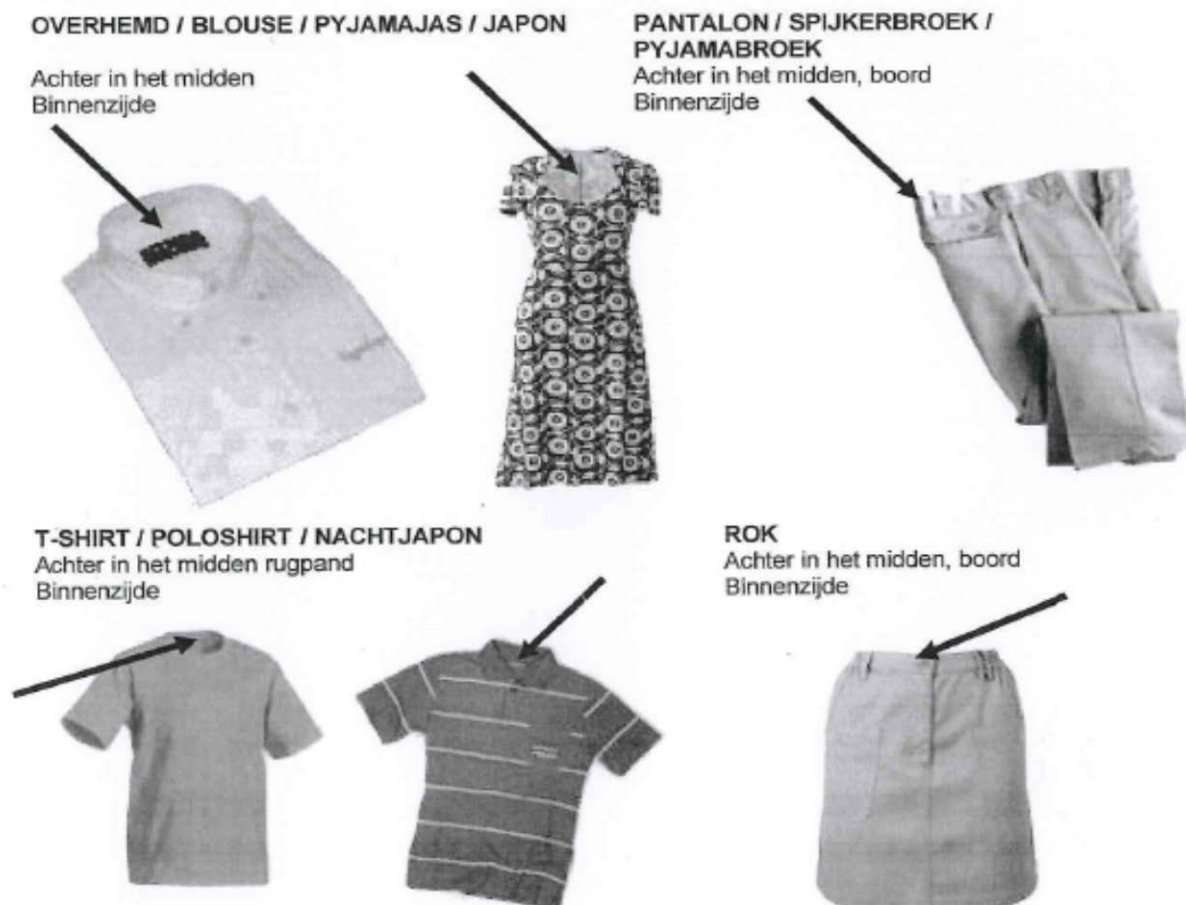 OVERHEMD / BLOUSE / PYJAMAJAS / JAPON
Achter in het midden
Binnenzijde
PANTALON / SPIJKERBROEK /
PYJAMABROEK
Achter in het midden, boord
Binnenzijde
T-SHIRT / POLOSHIRT / NACHTJAPON
Achter in het midden rugpand
Binnenzijde
ROK
Achter in het midden, boord
Binnenzijde